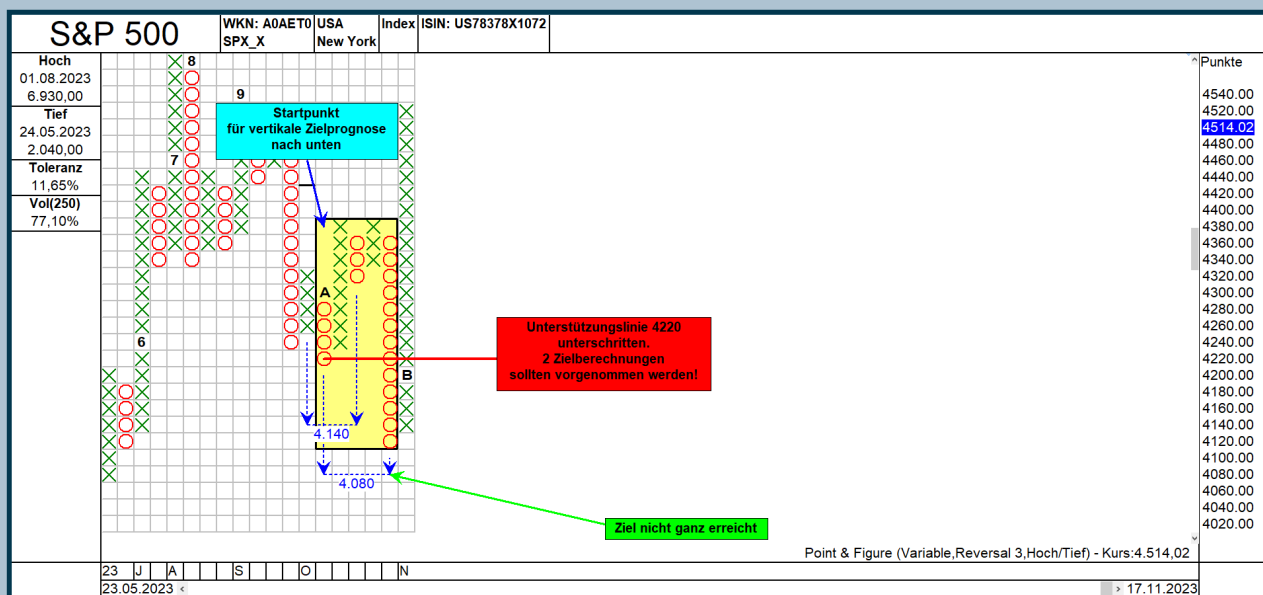 S&P 500
WKN: A0AET0
SPX_X
USA
New York
Index
ISIN: US78378X1072
Hoch
01.08.2023
6.930,00
Tief
24.05.2023
2.040,00
Toleranz
11,65%
Vol(250)
77,10%
8
9
7
6
A
B
Startpunkt
für vertikale Zielprognose
nach unten
Unterstützungslinie 4220
unterschritten.
2 Zielberechnungen
sollten vorgenommen werden!
4.140
4.080
Ziel nicht ganz erreicht
Punkte
4540.00
4520.00
4514.02
4480.00
4460.00
4440.00
4420.00
4400.00
4380.00
4360.00
4340.00
4320.00
4300.00
4280.00
4260.00
4240.00
4220.00
4200.00
4180.00
4160.00
4140.00
4120.00
4100.00
4080.00
4060.00
4040.00
4020.00
Point & Figure (Variable,Reversal 3,Hoch/Tief) - Kurs:4.514,02
23 J A S O N
23.05.2023
17.11.2023